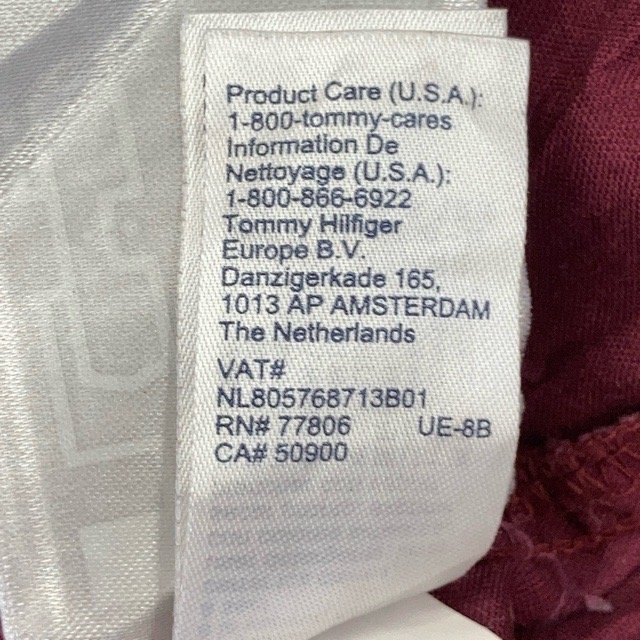 Product Care (U.S.A.):
1-800-tommy-cares
Information De
Nettoyage (U.S.A.):
1-800-866-6922
Tommy Hilfiger
Europe B.V.
Danzigerkade 165,
1013 AP AMSTERDAM
The Netherlands
VAT#
NL805768713B01
RN# 77806 UE-8B
CA# 50900